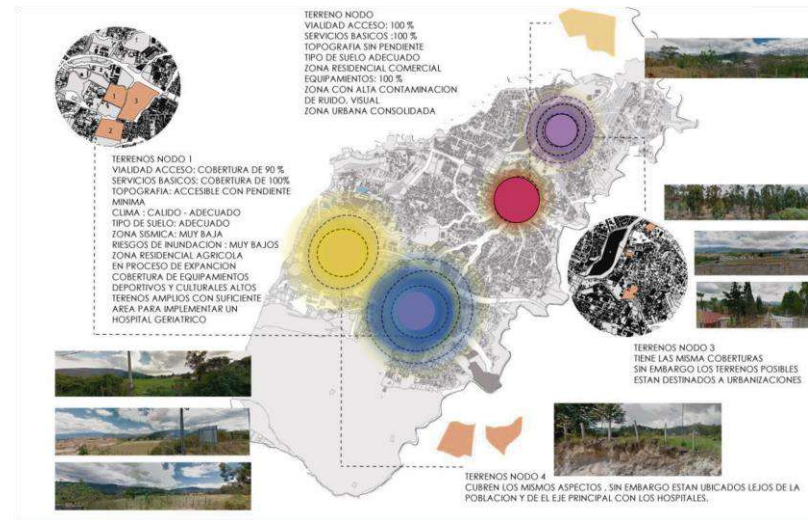 TERRENO NODO
VIALIDAD ACCESO: 100 %
SERVICIOS BASICOS :100 %
TOPOGRAFIA SIN PENDIENTE
TIPO DE SUELO ADECUADO
ZONA RESIDENCIAL COMERCIAL
EQUIPAMIENTOS: 100 %
ZONA CON ALTA CONTAMINACION
DE RUIDO, VISUAL
ZONA URBANA CONSOLIDADA
1
3
2
TERRENOS NODO 1
VIALIDAD ACCESO: COBERTURA DE 90 %
SERVICIOS BASICOS: COBERTURA DE 100%
TOPOGRAFIA: ACCESIBLE CON PENDIENTE
MINIMA
CLIMA : CALIDO - ADECUADO
TIPO DE SUELO: ADECUADO
ZONA SISMICA: MUY BAJA
RIESGOS DE INUNDACION : MUY BAJOS
ZONA RESIDENCIAL AGRICOLA
EN PROCESO DE EXPANCION
COBERTURA DE EQUIPAMIENTOS
DEPORTIVOS Y CULTURALES ALTOS
TERENOS AMPLIOS CON SUFICIENTE
AREA PARA IMPLEMENTAR UN
HOSPITAL GERIATRICO
TERRENOS NODO 3
TIENE LAS MISMA COBERTURAS
SIN EMBARGO LOS TERRENOS POSIBLES
ESTAN DESTINADOS A URBANIZACIONES
TERRENOS NODO 4
CUBREN LOS MISMOS ASPECTOS , SIN EMBARGO ESTAN UBICADOS LEJOS DE LA
POBLACION Y DE EL EJE PRINCIPAL CON LOS HOSPITALES.